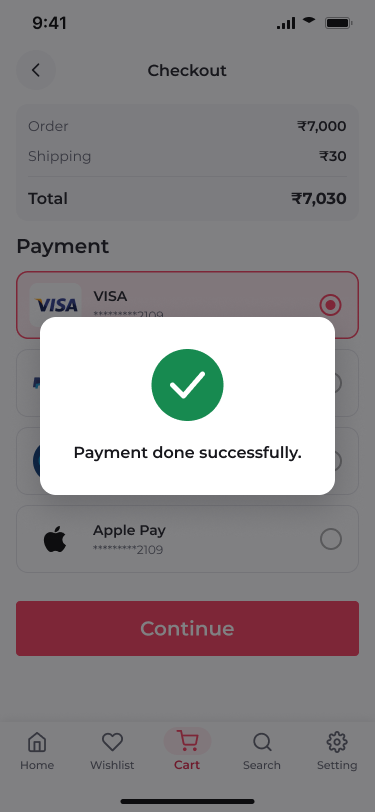 9:41
Checkout
Order ₹7,000
Shipping ₹30
Total ₹7,030
Payment
VISA VISA
*********2109
Payment done successfully.
Apple Pay
*********2109
Continue
Home Wishlist Cart Search Setting